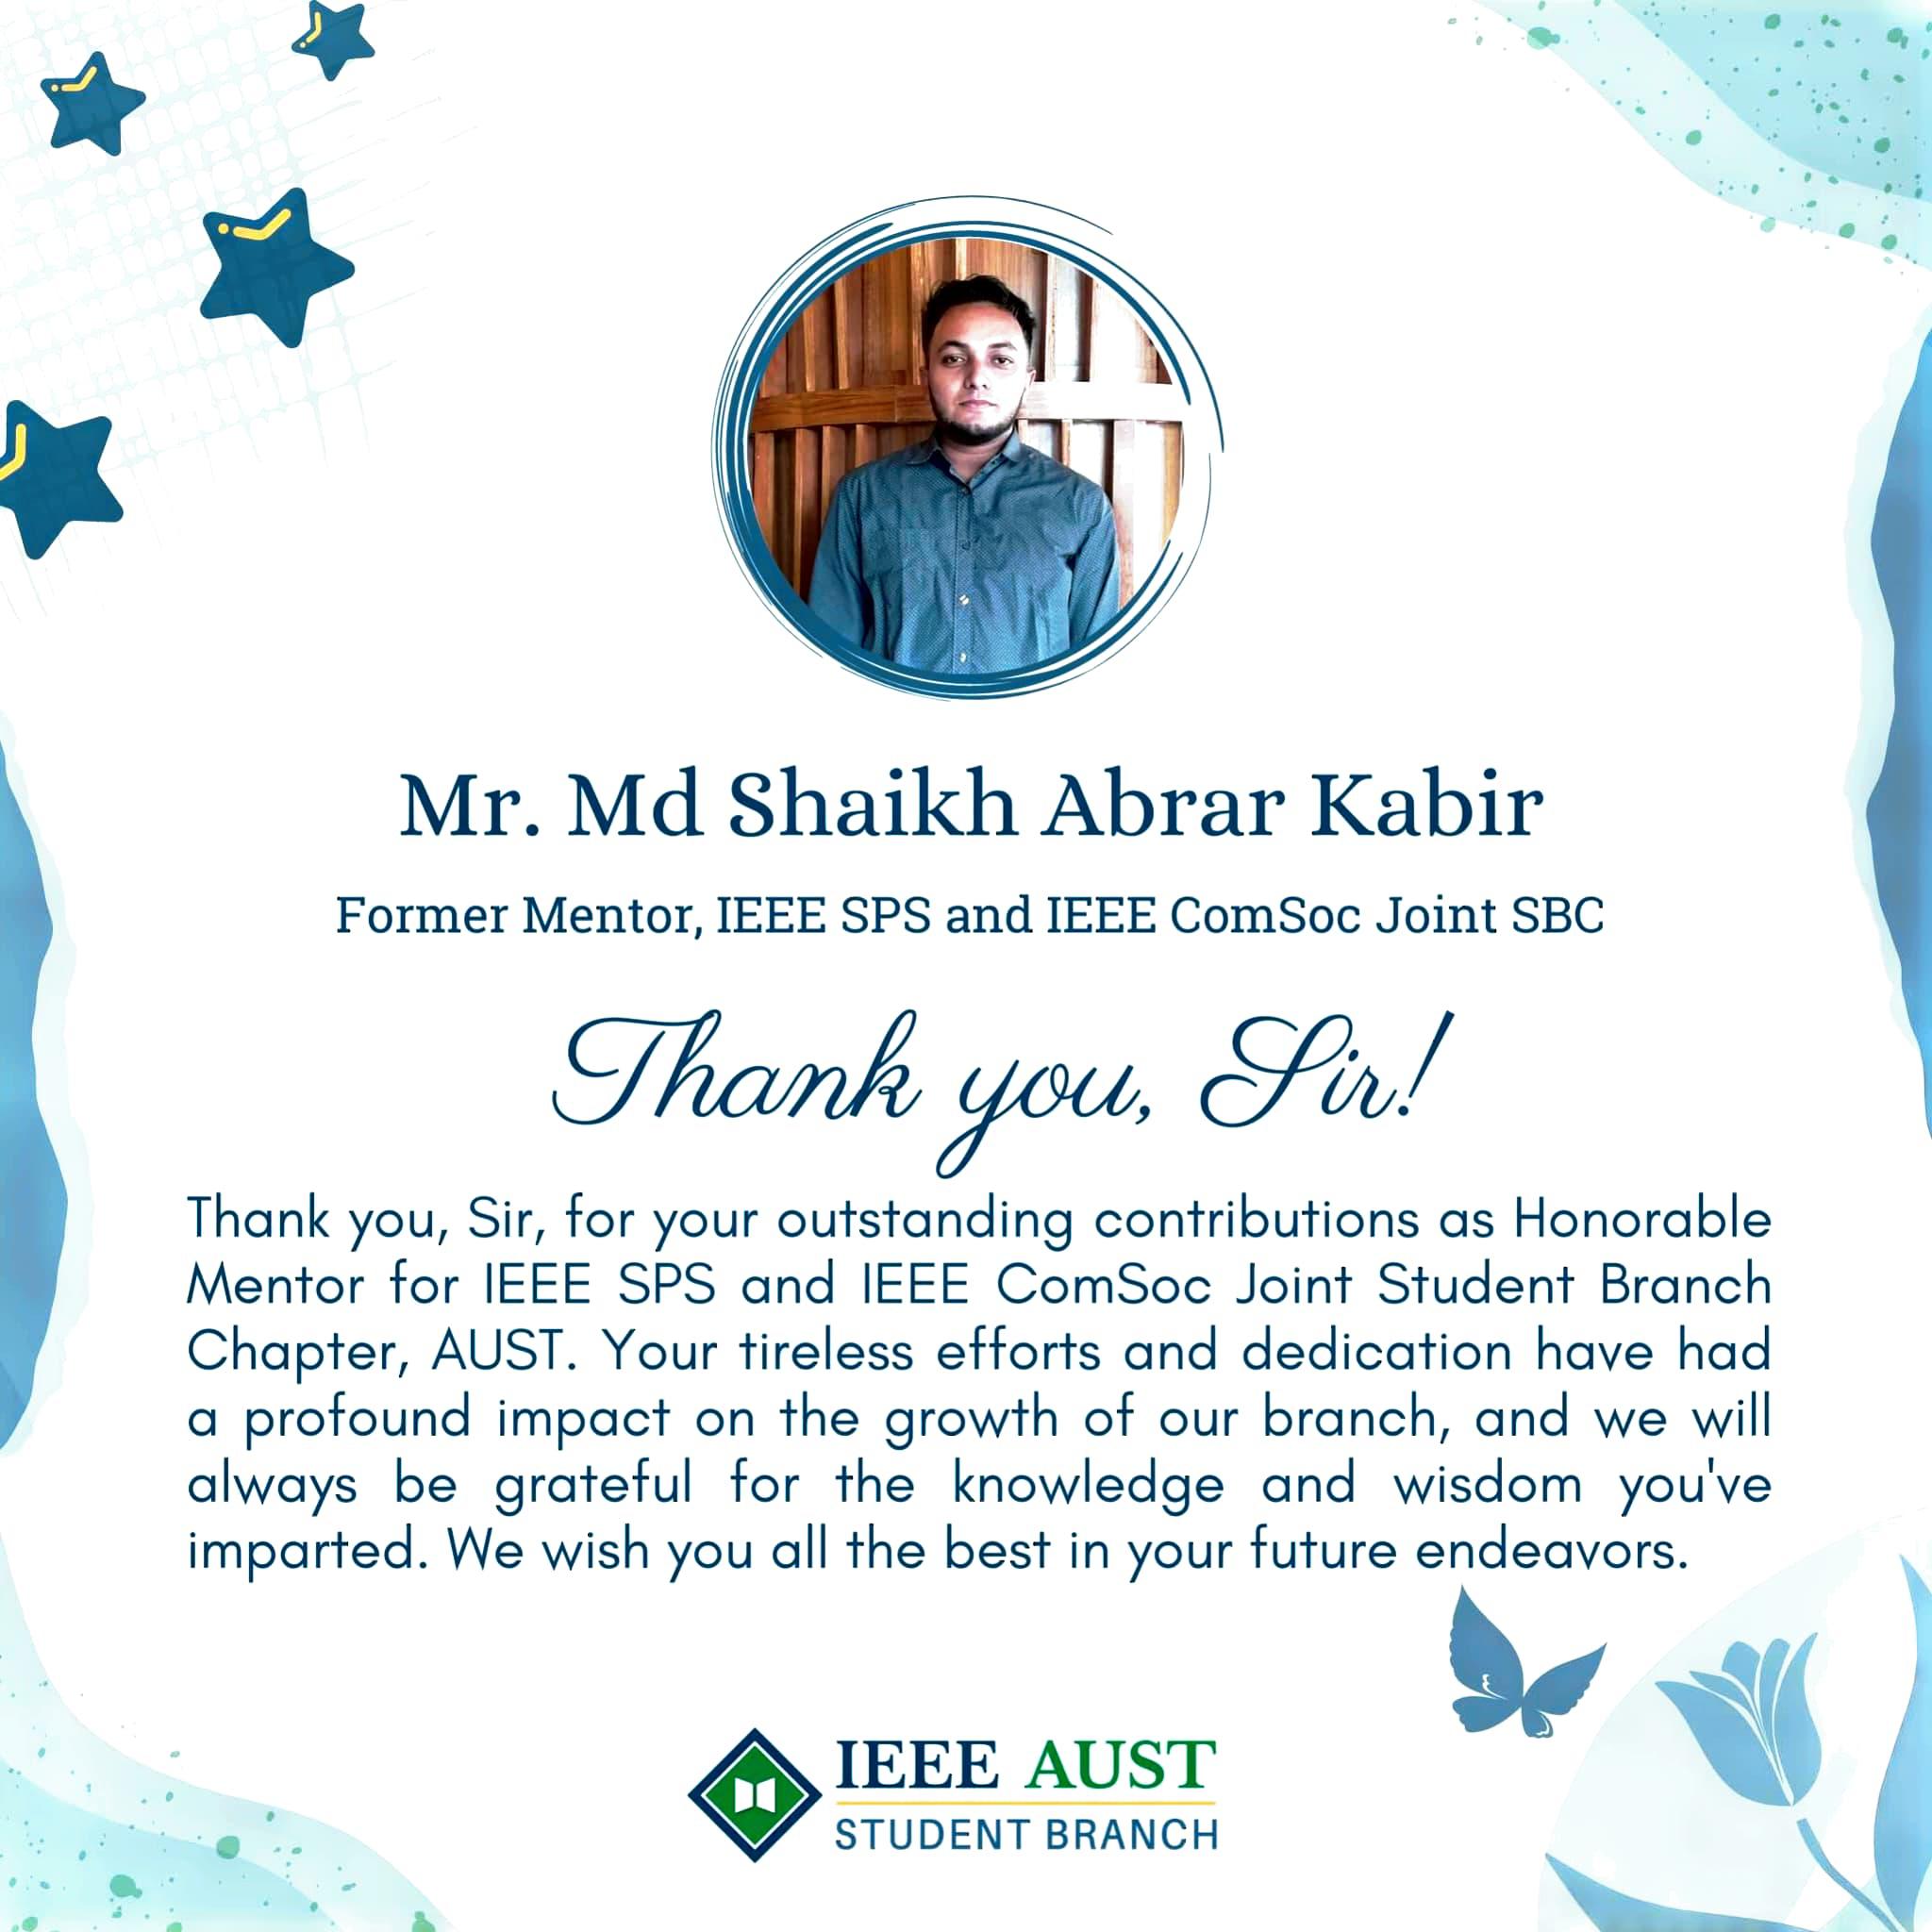 Mr. Md Shaikh Abrar Kabir
Former Mentor, IEEE SPS and IEEE ComSoc Joint SBC
Thank you, Sir!
Thank you, Sir, for your outstanding contributions as Honorable
Mentor for IEEE SPS and IEEE ComSoc Joint Student Branch
Chapter, AUST. Your tireless efforts and dedication have had
a profound impact on the growth of our branch, and we will
always be grateful for the knowledge and wisdom you've
imparted. We wish you all the best in your future endeavors.
IEEE AUST
STUDENT BRANCH